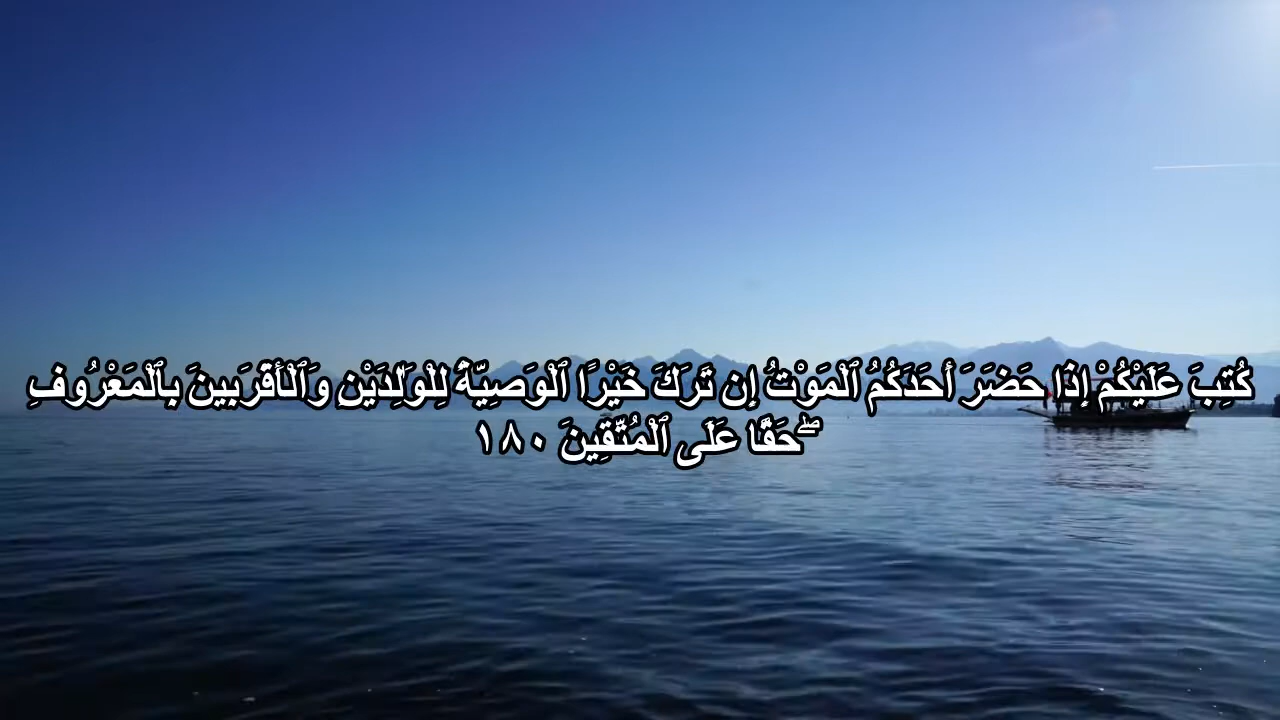 كُتِبَ عَلَيْكُمْ إِذَا حَضَرَ أَحَدَكُمُ ٱلْمَوْتُ إِن تَرَكَ خَيْرًا ٱلْوَصِيَّةُ لِلْوَٰلِدَيْنِ وَٱلْأَقْرَبِينَ بِٱلْمَعْرُوفِ
ۖ حَقًّا عَلَى ٱلْمُتَّقِينَ ١٨٠